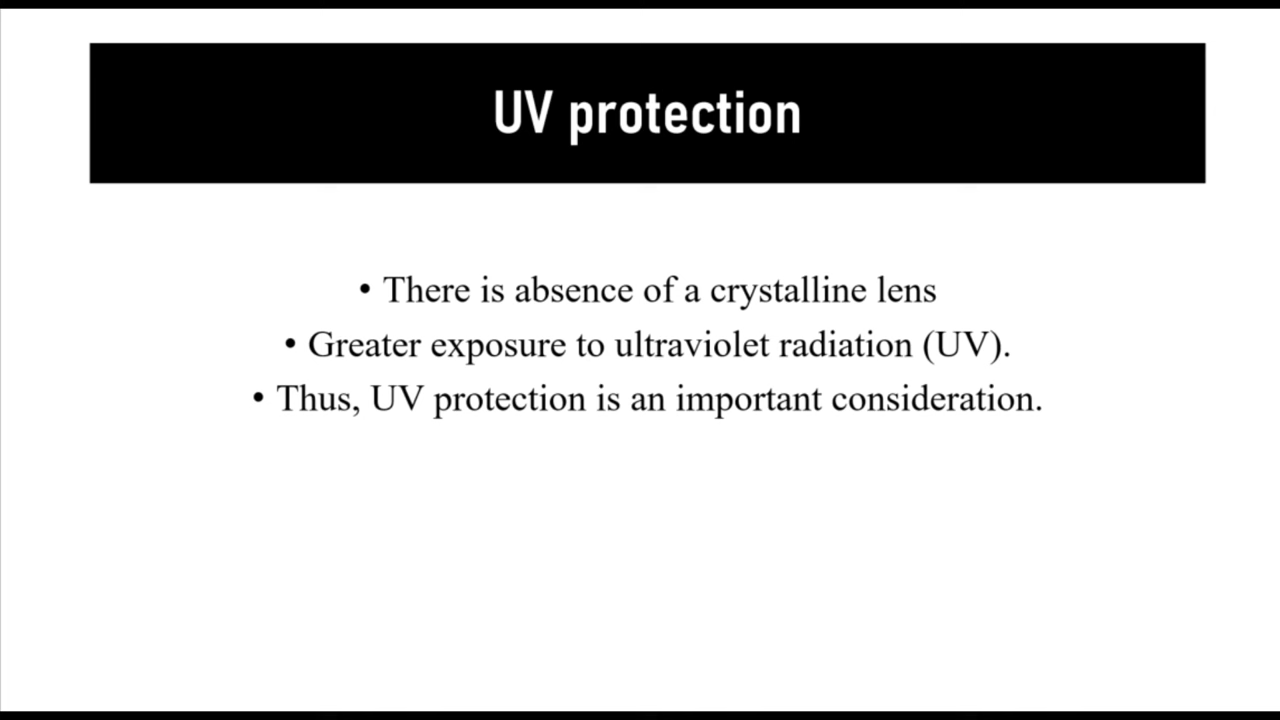 UV protection
• There is absence of a crystalline lens
• Greater exposure to ultraviolet radiation (UV).
• Thus, UV protection is an important consideration.